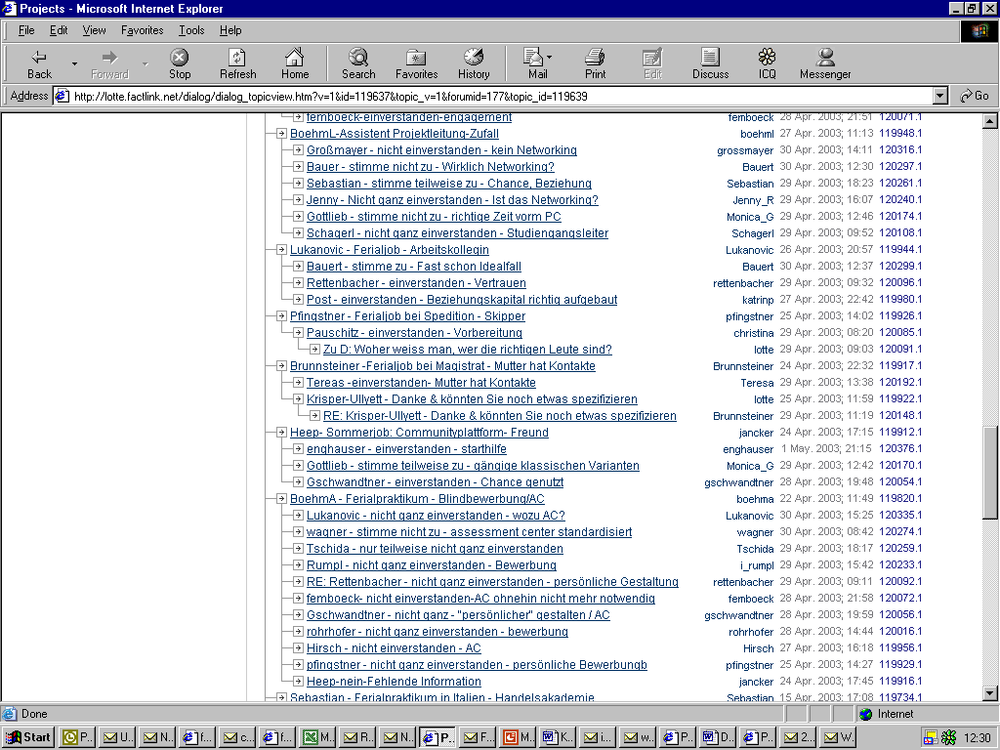 Projects - Microsoft Internet Explorer
File Edit View Favorites Tools Help
Back Forward Stop Refresh Home Search Favorites History Mail Print Edit Discuss ICQ Messenger
Address http://lotte.factlink.net/dialog/dialog_topicview.htm?v=1&id=119637&topic_v=1&forumid=177&topic_id=119639 Go
femboeck-einverstanden-engagement femboeck 28 Apr. 2003; 21:51 120071.1
BoehmL-Assistent Projektleitung-Zufall boehml 27 Apr. 2003; 11:13 119948.1
Großmayer - nicht einverstanden - kein Networking grossmayer 30 Apr. 2003; 14:11 120316.1
Bauer - stimme nicht zu - Wirklich Networking? Bauert 30 Apr. 2003; 12:30 120297.1
Sebastian - stimme teilweise zu - Chance, Beziehung Sebastian 29 Apr. 2003; 18:23 120261.1
Jenny - Nicht ganz einverstanden - Ist das Networking? Jenny_R 29 Apr. 2003; 16:07 120240.1
Gottlieb - stimme nicht zu - richtige Zeit vorm PC Monica_G 29 Apr. 2003; 12:46 120174.1
Schagerl - nicht ganz einverstanden - Studiengangsleiter Schagerl 29 Apr. 2003; 09:52 120108.1
Lukanovic - Ferialjob - Arbeitskollegin Lukanovic 26 Apr. 2003; 20:57 119944.1
Bauert - stimme zu - Fast schon Idealfall Bauert 30 Apr. 2003; 12:37 120299.1
Rettenbacher - einverstanden - Vertrauen rettenbacher 29 Apr. 2003; 09:32 120096.1
Post - einverstanden - Beziehungskapital richtig aufgebaut katrinp 27 Apr. 2003; 22:42 119980.1
Pfingstner - Ferialjob bei Spedition - Skipper pfingstner 25 Apr. 2003; 14:02 119926.1
Pauschitz - einverstanden - Vorbereitung christina 29 Apr. 2003; 08:20 120085.1
Zu D: Woher weiss man, wer die richtigen Leute sind? lotte 29 Apr. 2003; 09:03 120091.1
Brunnsteiner -Ferialjob bei Magistrat - Mutter hat Kontakte Brunnsteiner 24 Apr. 2003; 22:32 119917.1
Tereas -einverstanden- Mutter hat Kontakte Teresa 29 Apr. 2003; 13:38 120192.1
Krisper-Ullyett - Danke & könnten Sie noch etwas spezifizieren lotte 25 Apr. 2003; 11:59 119922.1
RE: Krisper-Ullyett - Danke & könnten Sie noch etwas spezifizieren Brunnsteiner 29 Apr. 2003; 11:19 120148.1
Heep- Sommerjob: Communityplattform- Freund jancker 24 Apr. 2003; 17:15 119912.1
enghauser - einverstanden - starthilfe enghauser 1 May. 2003; 21:15 120376.1
Gottlieb - stimme teilweise zu - gängige klassischen Varianten Monica_G 29 Apr. 2003; 12:42 120170.1
Gschwandtner - einverstanden - Chance genutzt gschwandtner 28 Apr. 2003; 19:48 120054.1
BoehmA - Ferialpraktikum - Blindbewerbung/AC boehma 22 Apr. 2003; 11:49 119820.1
Lukanovic - nicht ganz einverstanden - wozu AC? Lukanovic 30 Apr. 2003; 15:25 120335.1
wagner - stimme nicht zu - assessment center standardisiert wagner 30 Apr. 2003; 08:42 120274.1
Tschida - nur teilweise nicht ganz einverstanden Tschida 29 Apr. 2003; 18:17 120259.1
Rumpl - nicht ganz einverstanden - Bewerbung i_rumpl 29 Apr. 2003; 15:42 120233.1
RE: Rettenbacher - nicht ganz einverstanden - persönliche Gestaltung rettenbacher 29 Apr. 2003; 09:11 120092.1
femboeck- nicht einverstanden-AC ohnehin nicht mehr notwendig femboeck 28 Apr. 2003; 21:58 120072.1
Gschwandtner - nicht ganz - "persönlicher" gestalten / AC gschwandtner 28 Apr. 2003; 19:59 120056.1
rohrhofer - nicht ganz einverstanden - bewerbung rohrhofer 28 Apr. 2003; 14:44 120016.1
Hirsch - nicht einverstanden - AC Hirsch 27 Apr. 2003; 16:18 119956.1
pfingstner - nicht einverstanden - persönliche Bewerbungb pfingstner 25 Apr. 2003; 14:27 119929.1
Heep-nein-Fehlende Information jancker 24 Apr. 2003; 17:45 119916.1
Sebastian - Ferialpraktikum in Italien - Handelsakademie Sebastian 15 Apr. 2003; 17:08 119734.1
Done Internet
Start P.. U.. N.. f... c... f... M.. R.. N.. P.. F... M.. K.. i... w.. P.. D.. P.. 2... W.. 12:30